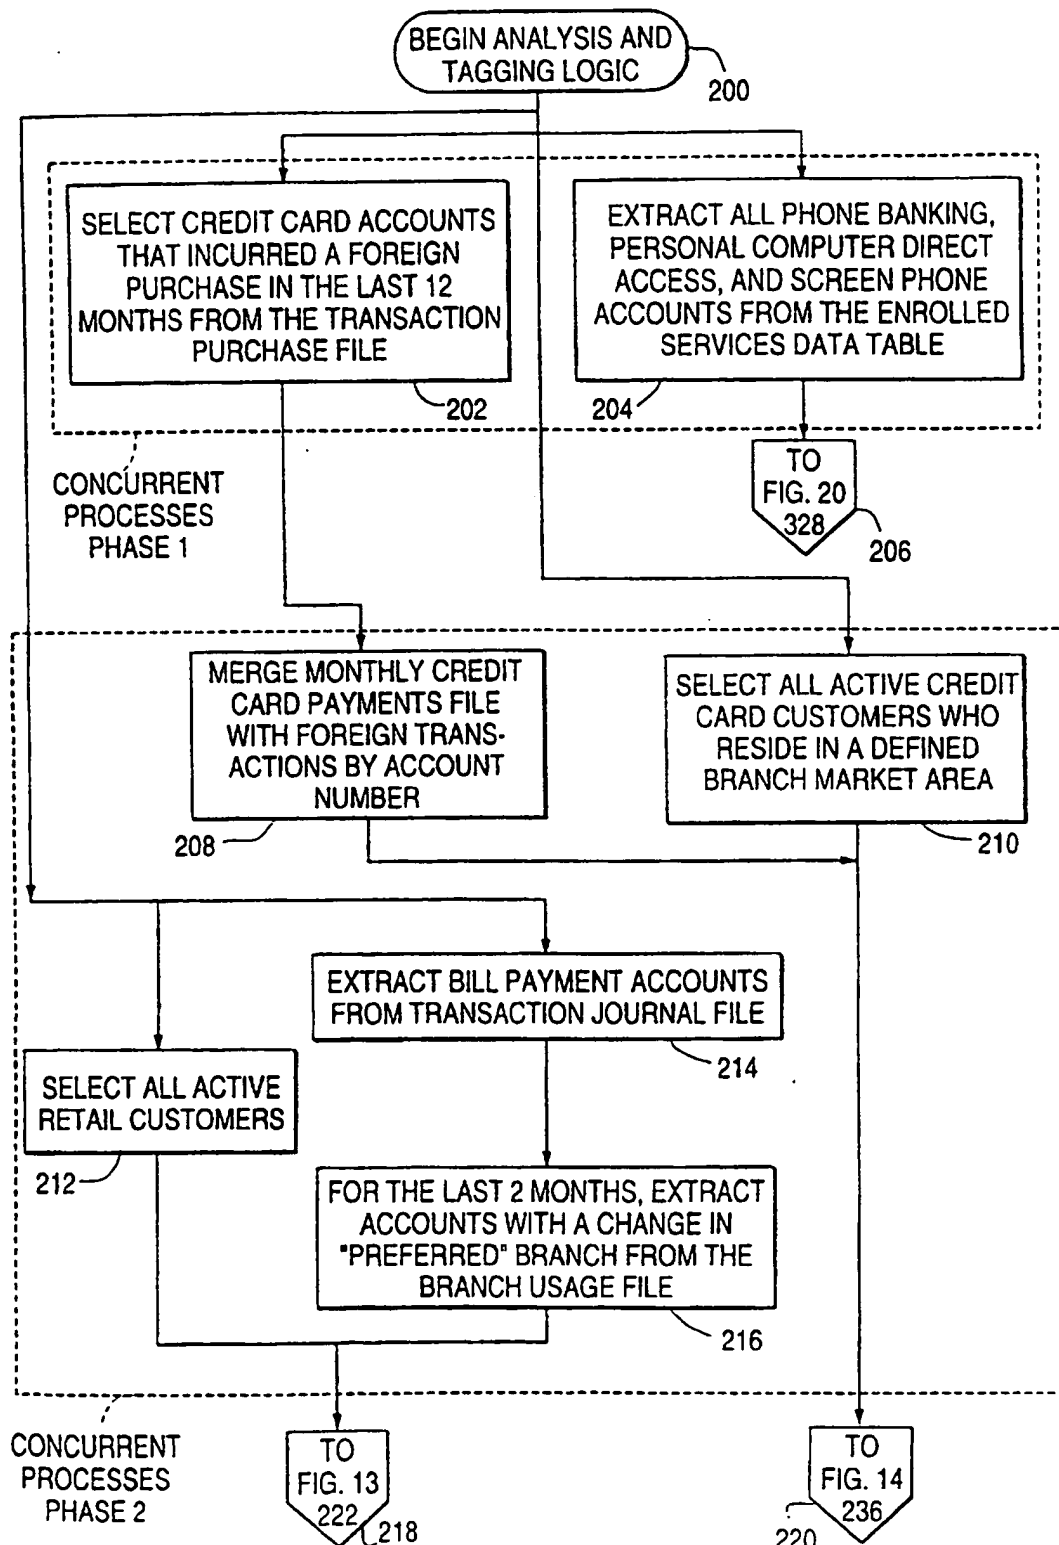 BEGIN ANALYSIS AND
TAGGING LOGIC
200
SELECT CREDIT CARD ACCOUNTS
THAT INCURRED A FOREIGN
PURCHASE IN THE LAST 12
MONTHS FROM THE TRANSACTION
PURCHASE FILE
202
EXTRACT ALL PHONE BANKING,
PERSONAL COMPUTER DIRECT
ACCESS, AND SCREEN PHONE
ACCOUNTS FROM THE ENROLLED
SERVICES DATA TABLE
204
CONCURRENT
PROCESSES
PHASE 1
TO
FIG. 20
328
206
MERGE MONTHLY CREDIT
CARD PAYMENTS FILE
WITH FOREIGN TRANS-
ACTIONS BY ACCOUNT
NUMBER
208
SELECT ALL ACTIVE CREDIT
CARD CUSTOMERS WHO
RESIDE IN A DEFINED
BRANCH MARKET AREA
210
EXTRACT BILL PAYMENT ACCOUNTS
FROM TRANSACTION JOURNAL FILE
214
SELECT ALL ACTIVE
RETAIL CUSTOMERS
212
FOR THE LAST 2 MONTHS, EXTRACT
ACCOUNTS WITH A CHANGE IN
"PREFERRED" BRANCH FROM THE
BRANCH USAGE FILE
216
CONCURRENT
PROCESSES
PHASE 2
TO
FIG. 13
222
218
TO
FIG. 14
236
220